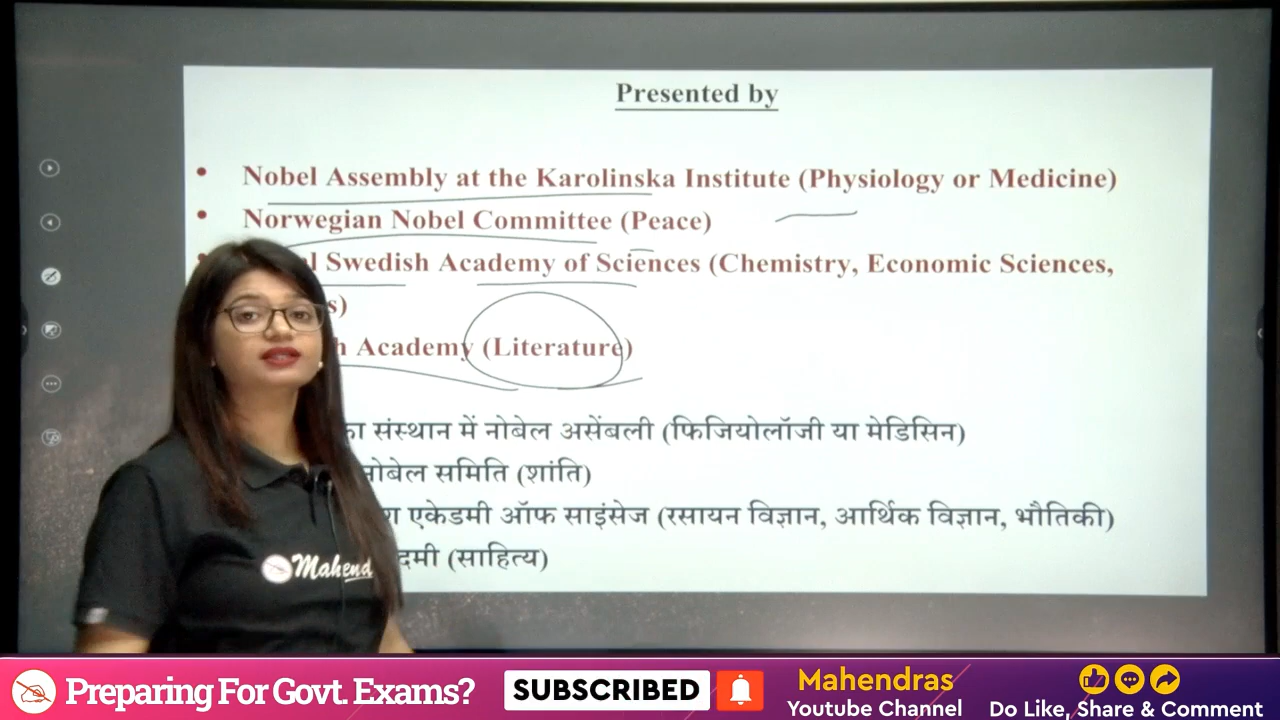 Presented by
• Nobel Assembly at the Karolinska Institute (Physiology or Medicine)
• Norwegian Nobel Committee (Peace)
Swedish Academy of Sciences (Chemistry, Economic Sciences,
s)
Academy (Literature)
संस्थान में नोबेल असेंबली (फिजियोलॉजी या मेडिसिन)
नोबेल समिति (शांति)
एकेडमी ऑफ साइंसेज (रसायन विज्ञान, आर्थिक विज्ञान, भौतिकी)
दमी (साहित्य)
Mahend
Preparing For Govt. Exams?
SUBSCRIBED
Mahendras
Youtube Channel
Do Like, Share & Comment